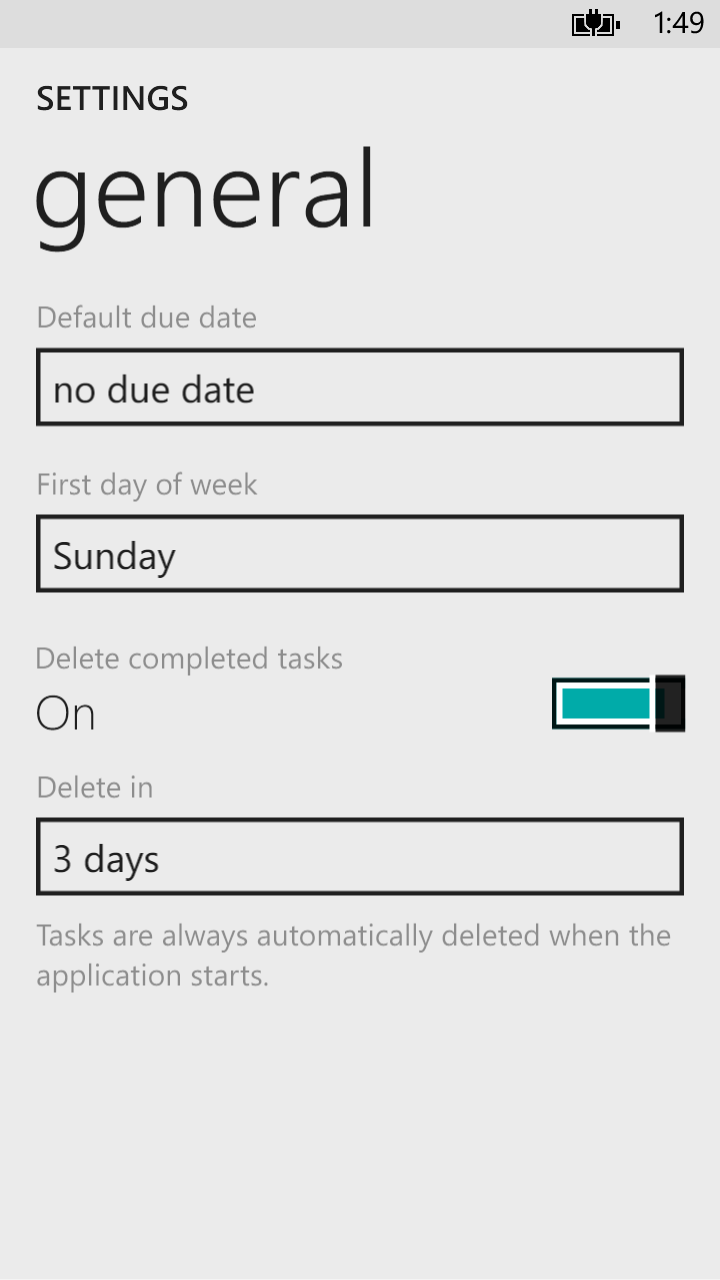 1:49
SETTINGS
general
Default due date
no due date
First day of week
Sunday
Delete completed tasks
On
Delete in
3 days
Tasks are always automatically deleted when the
application starts.